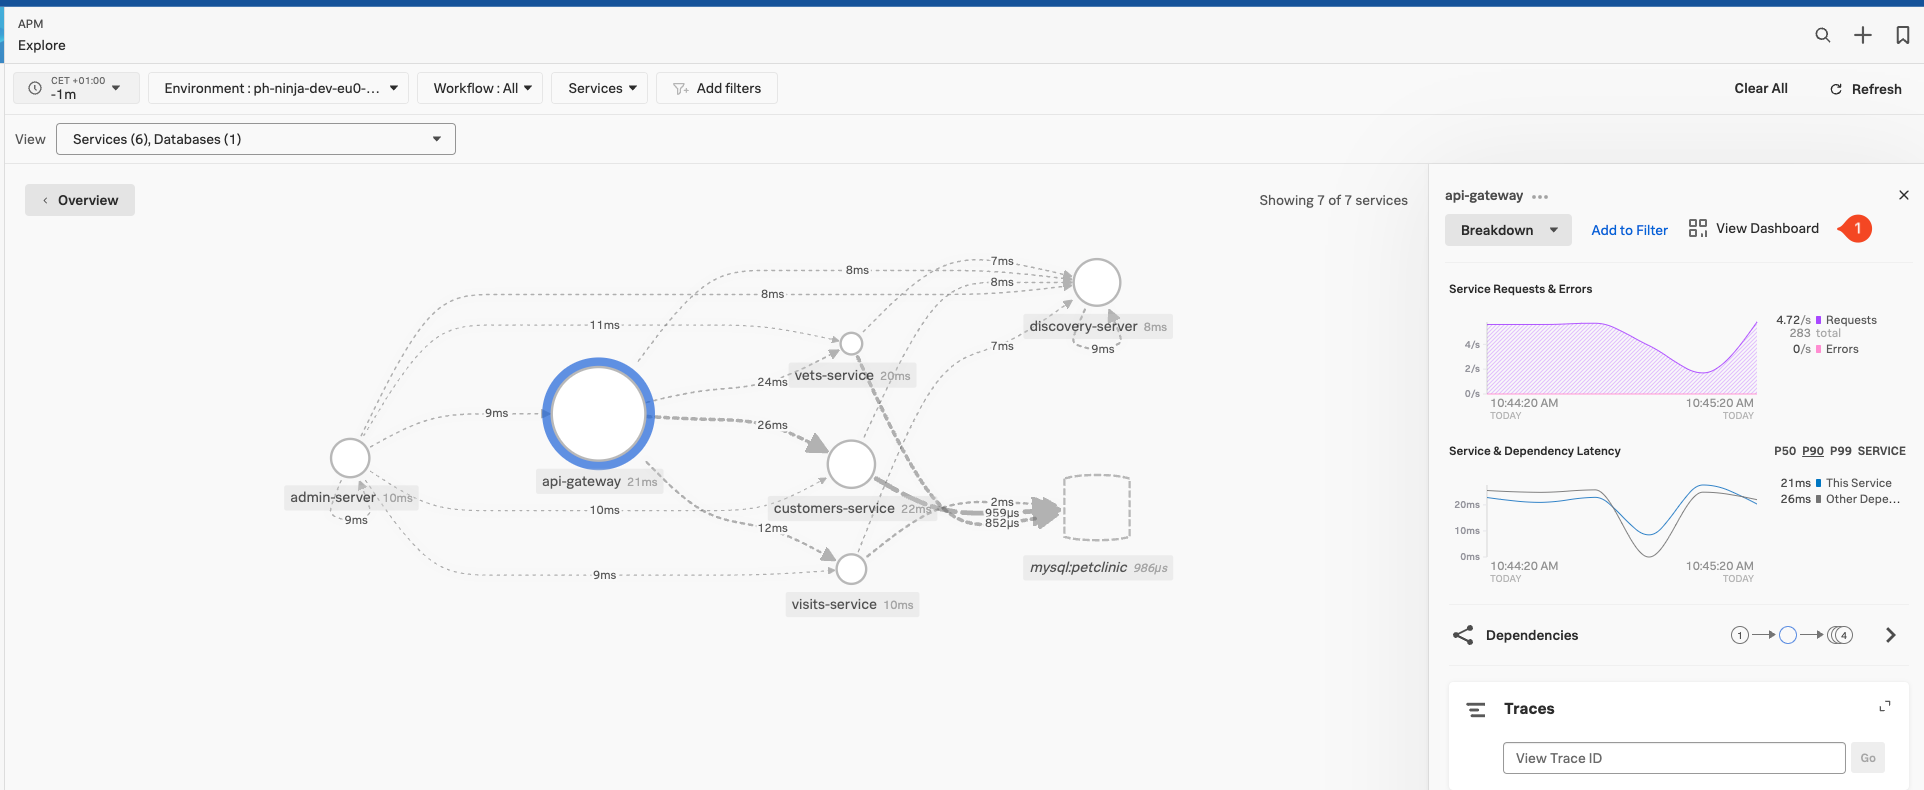 APM
Explore
CET +01:00
-1m
Environment : ph-ninja-dev-eu0-...
Workflow : All
Services
Add filters
Clear All
Refresh
View
Services (6), Databases (1)
Overview
Showing 7 of 7 services
7ms
8ms
8ms
8ms
11ms
discovery-server 8ms
7ms
9ms
24ms
vets-service 20ms
9ms
26ms
api-gateway 21ms
admin-server 10ms
9ms
10ms
customers-service 22ms
2ms
959µs
852µs
12ms
mysql:petclinic 986µs
9ms
visits-service 10ms
api-gateway
Breakdown
Add to Filter
View Dashboard
1
Service Requests & Errors
4/s
2/s
0/s
10:44:20 AM
TODAY
10:45:20 AM
TODAY
4.72/s Requests
283 total
0/s Errors
Service & Dependency Latency
P50 P90 P99 SERVICE
20ms
10ms
0ms
10:44:20 AM
TODAY
10:45:20 AM
TODAY
21ms This Service
26ms Other Depe...
Dependencies
1
4
Traces
View Trace ID
Go